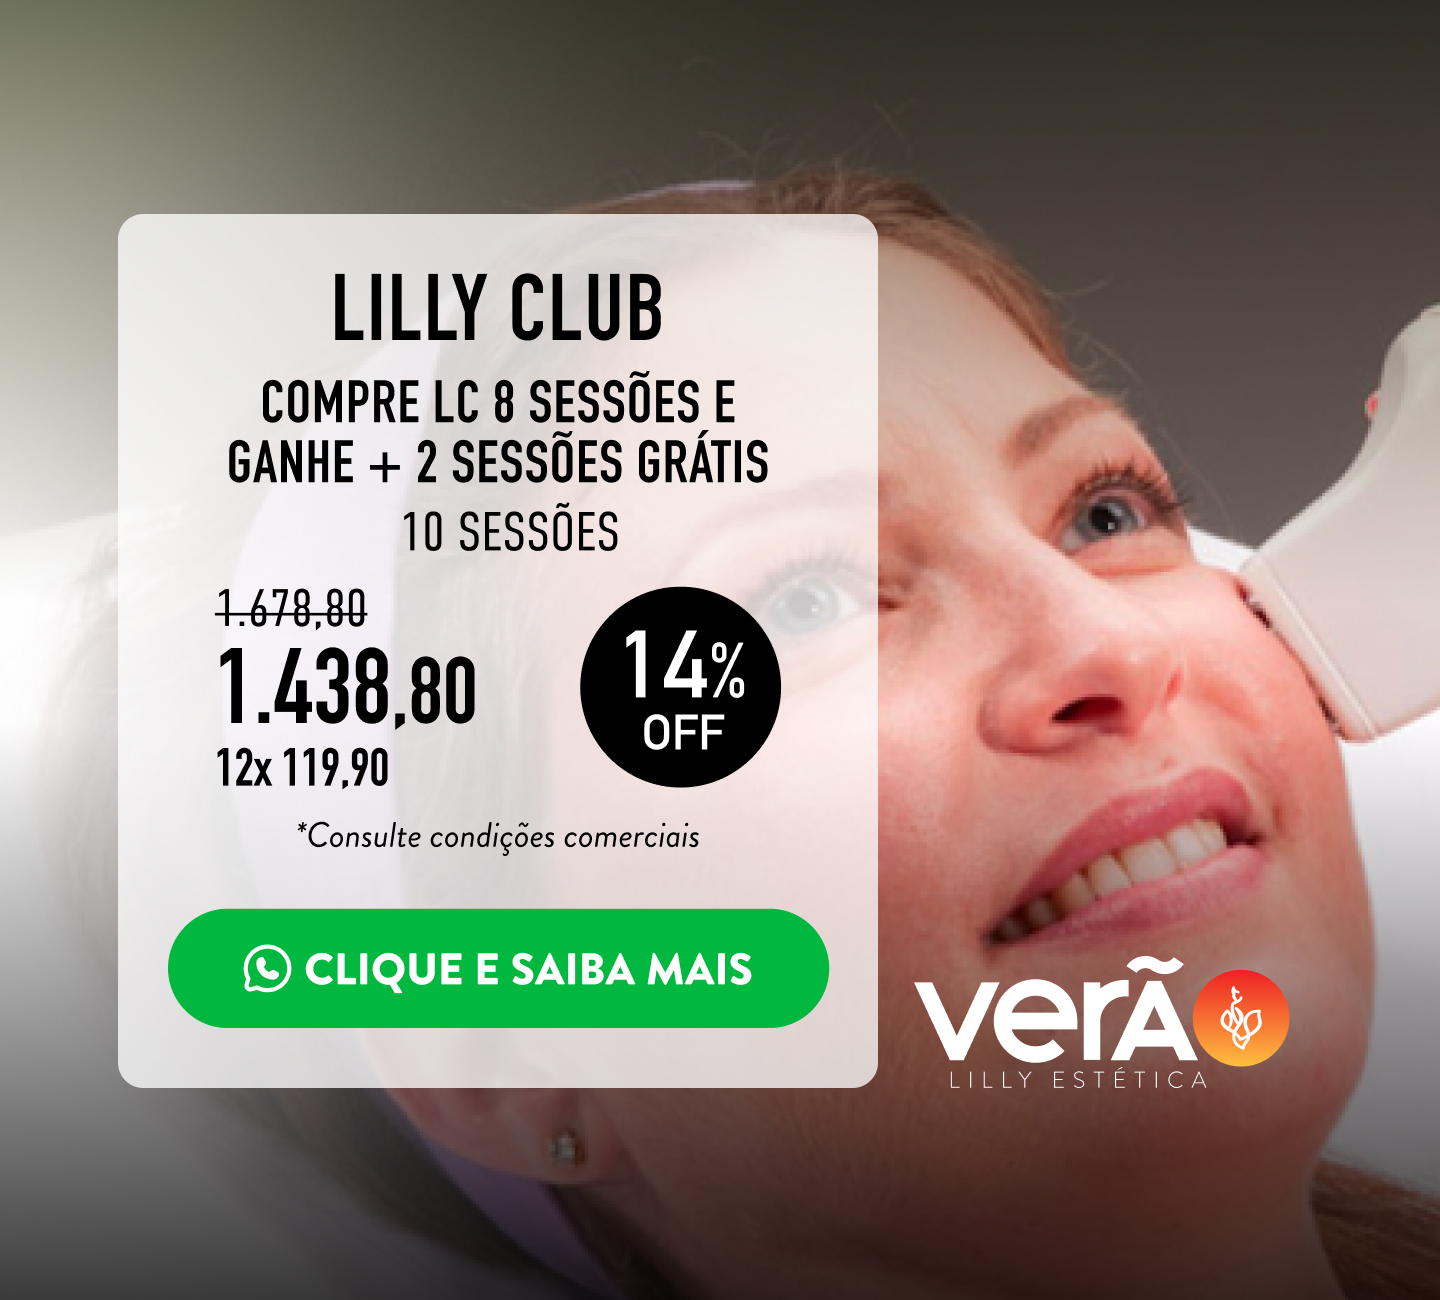 LILLY CLUB
COMPRE LC 8 SESSÕES E
GANHE + 2 SESSÕES GRÁTIS
10 SESSÕES
1.678,80
1.438,80
12x 119,90
14%
OFF
*Consulte condições comerciais
CLIQUE E SAIBA MAIS
verão
LILLY ESTÉTICA